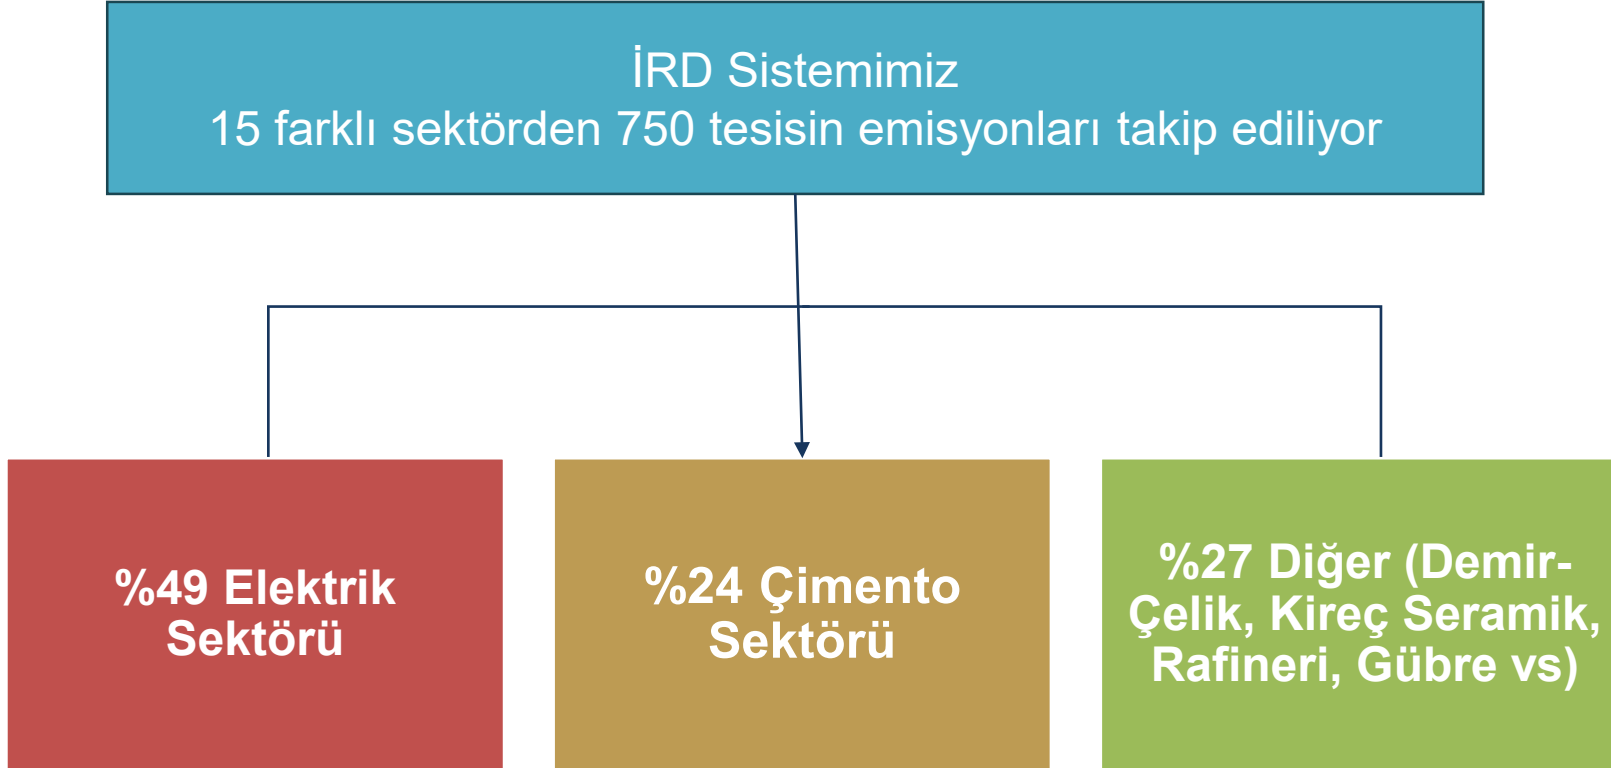 İRD Sistemimiz
15 farklı sektörden 750 tesisin emisyonları takip ediliyor
%49 Elektrik
Sektörü
%24 Çimento
Sektörü
%27 Diğer (Demir-
Çelik, Kireç Seramik,
Rafineri, Gübre vs)